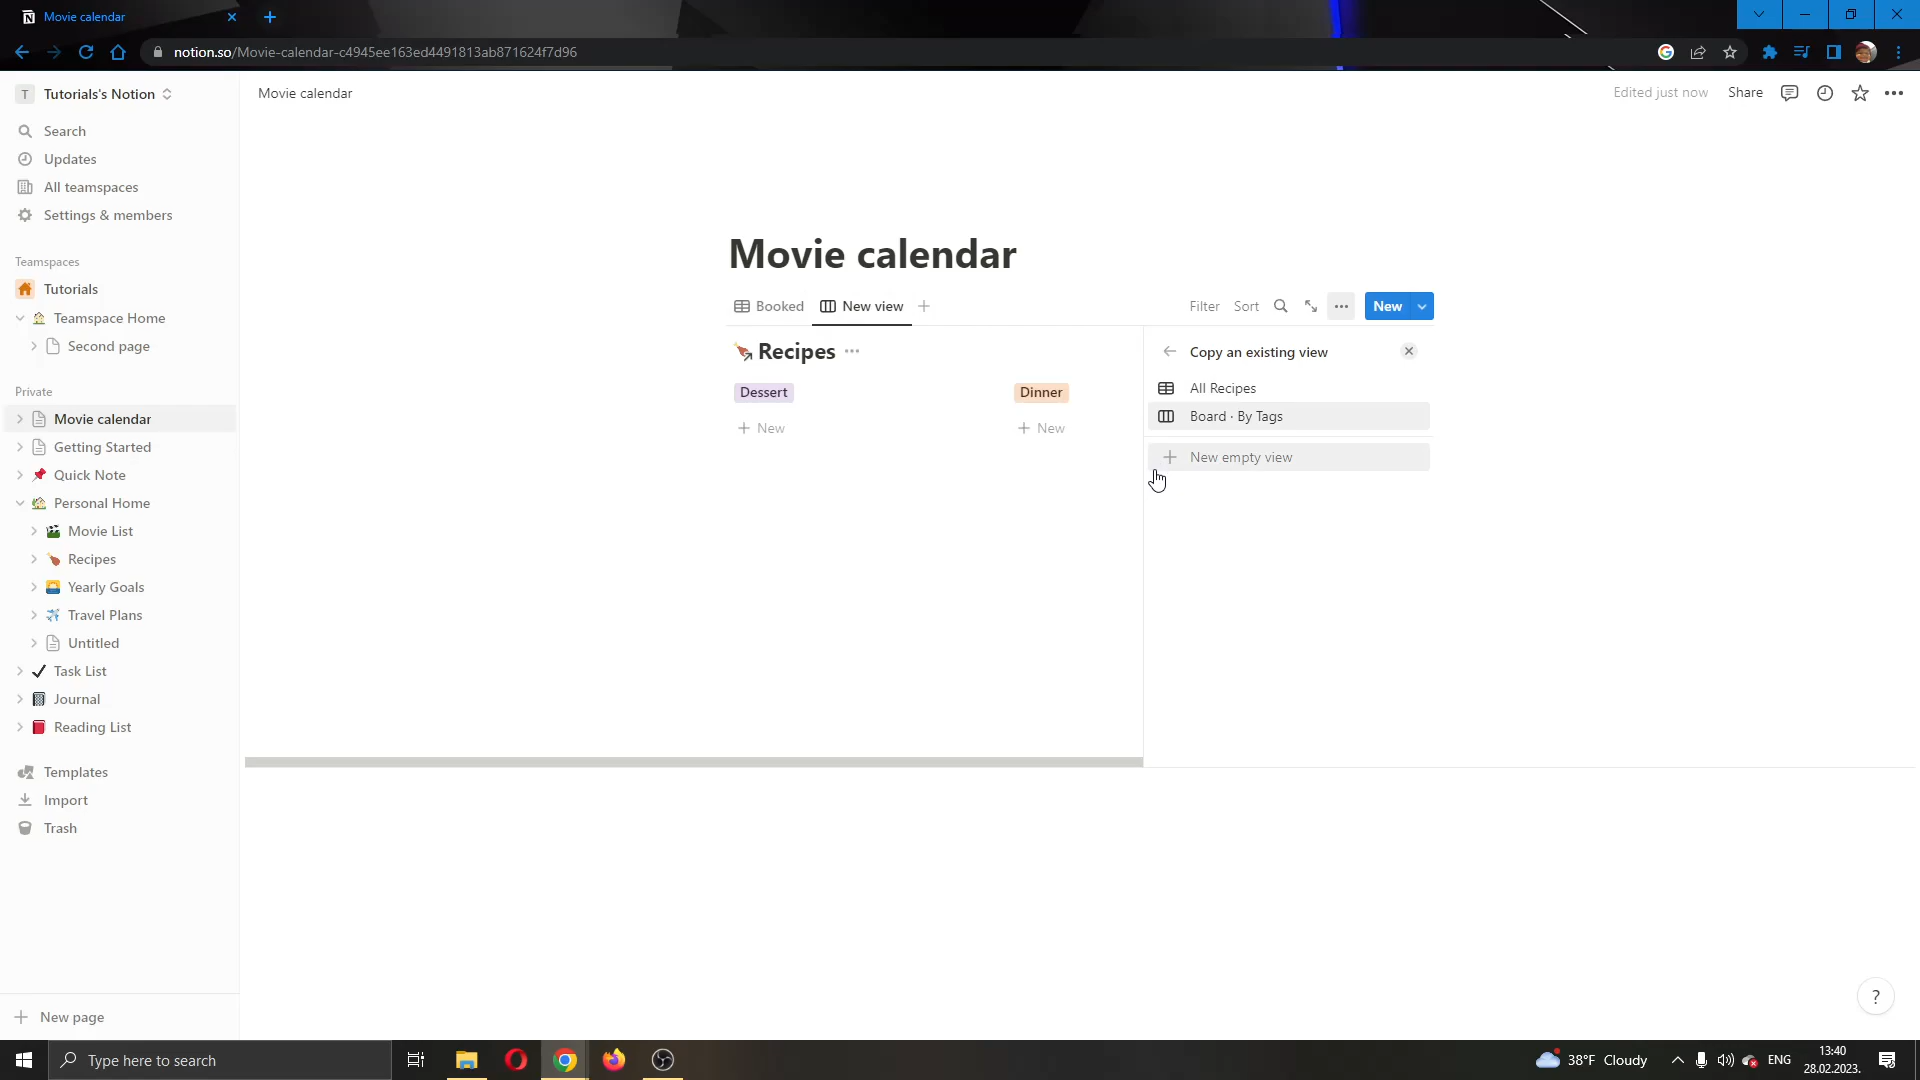 Movie calendar
notion.so/Movie-calendar-c4945ee163ed4491813ab871624f7d96
T Tutorials's Notion
Movie calendar
Edited just now Share
Search
Updates
All teamspaces
Settings & members
Teamspaces
Tutorials
Teamspace Home
Second page
Private
Movie calendar
Getting Started
Quick Note
Personal Home
Movie List
Recipes
Yearly Goals
Travel Plans
Untitled
Task List
Journal
Reading List
Templates
Import
Trash
New page
Movie calendar
Booked New view Filter Sort New
Recipes
Dessert Dinner
New New
Copy an existing view
All Recipes
Board · By Tags
New empty view
?
Type here to search
38°F Cloudy
ENG
13:40
28.02.2023.